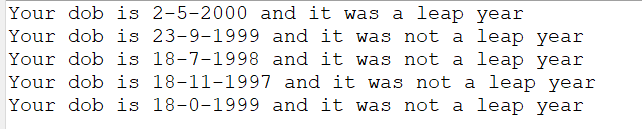 Your dob is 2-5-2000 and it was a leap year
Your dob is 23-9-1999 and it was not a leap year
Your dob is 18-7-1998 and it was not a leap year
Your dob is 18-11-1997 and it was not a leap year
Your dob is 18-0-1999 and it was not a leap year